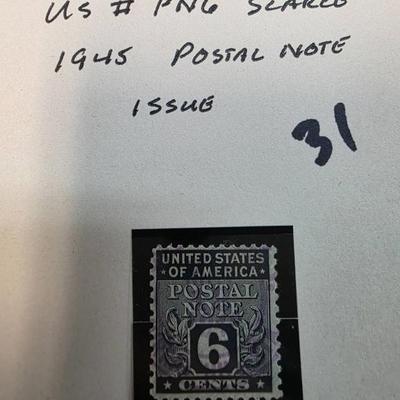 US # PN6 SCARCE
1945 POSTAL NOTE
ISSUE
31
UNITED STATES
OF AMERICA
POSTAL
NOTE
6
CENTS